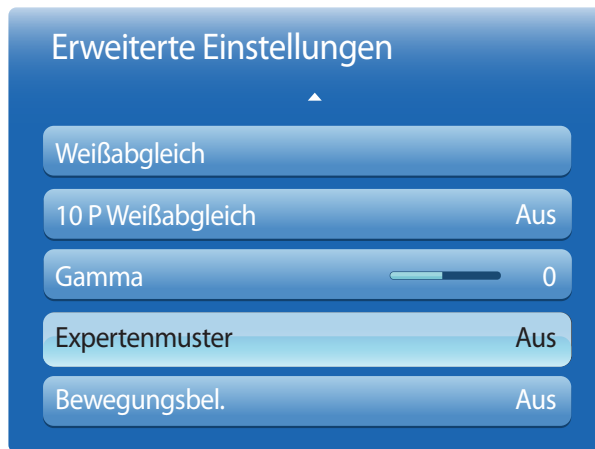 Erweiterte Einstellungen
Weißabgleich
10 P Weißabgleich Aus
Gamma 0
Expertenmuster Aus
Bewegungsbel. Aus